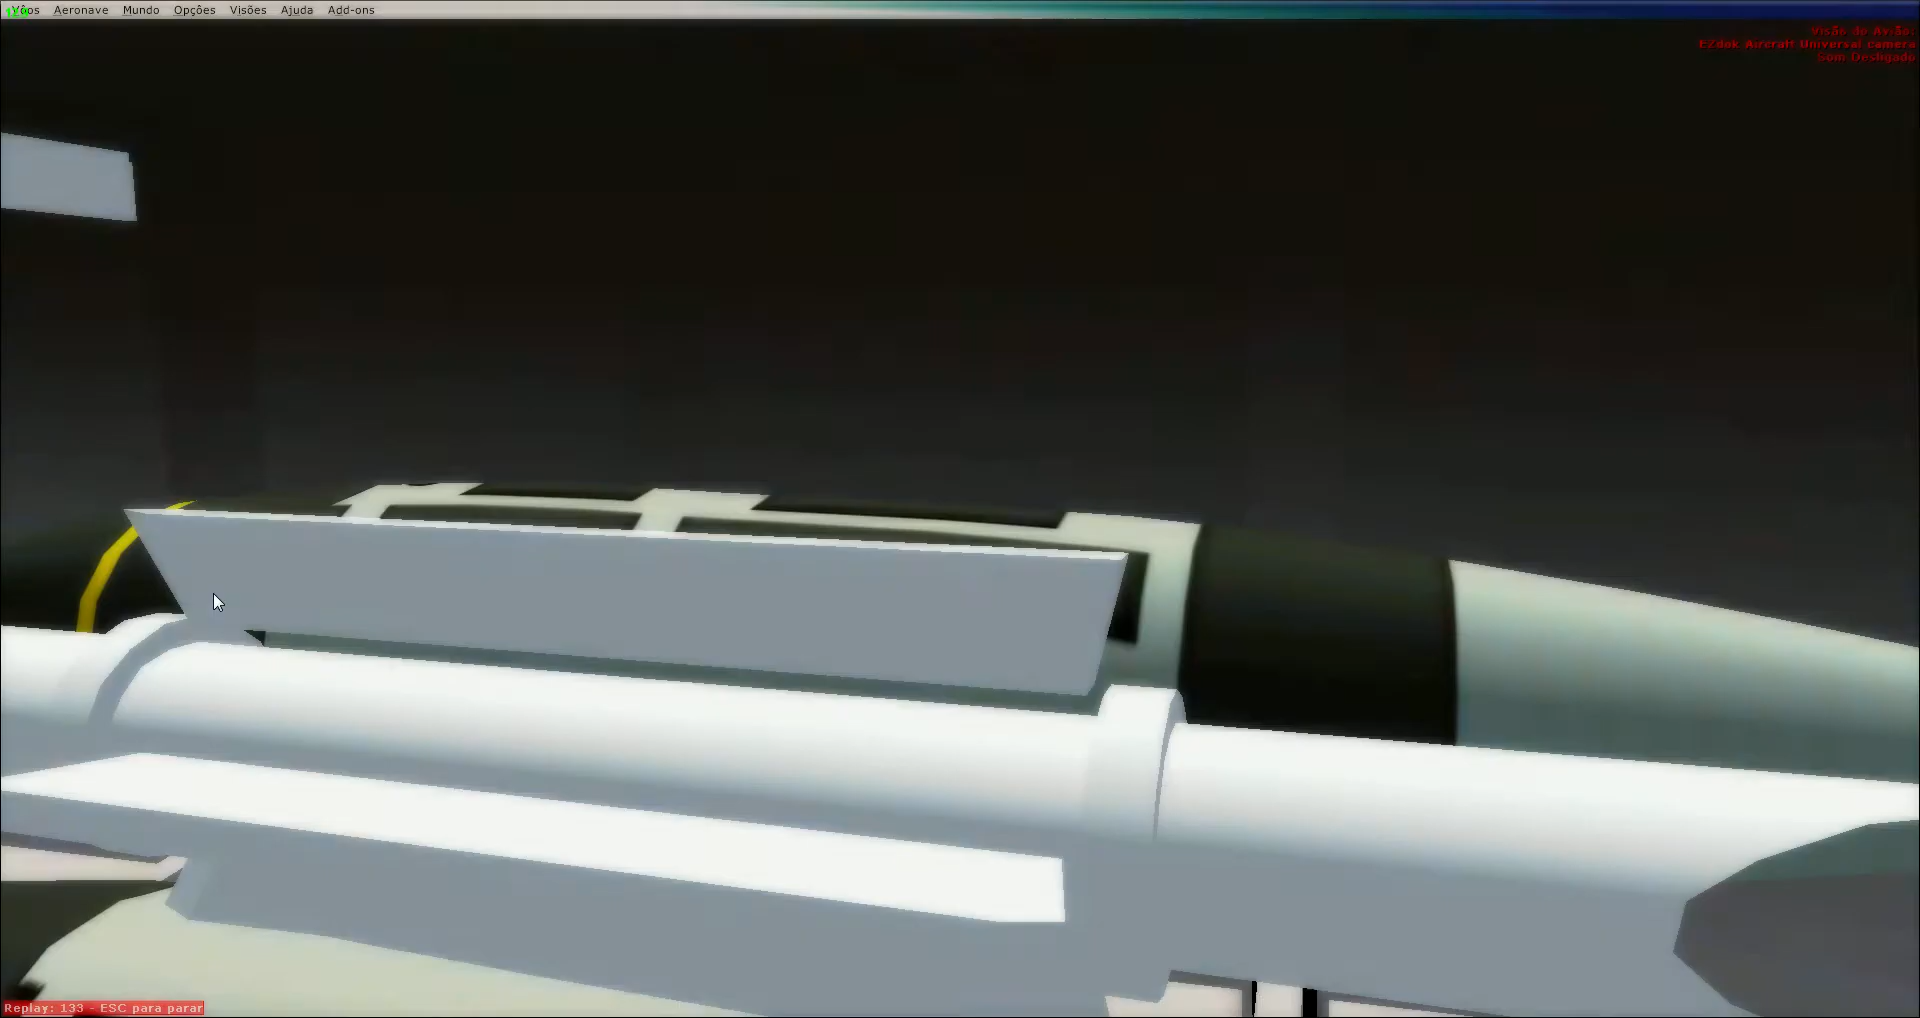 Vôos Aeronave Mundo Opções Visões Ajuda Add-ons
Visão do Avião:
EZdok Aircraft Universal camera
Som Desligado
Replay: 133 - ESC para parar